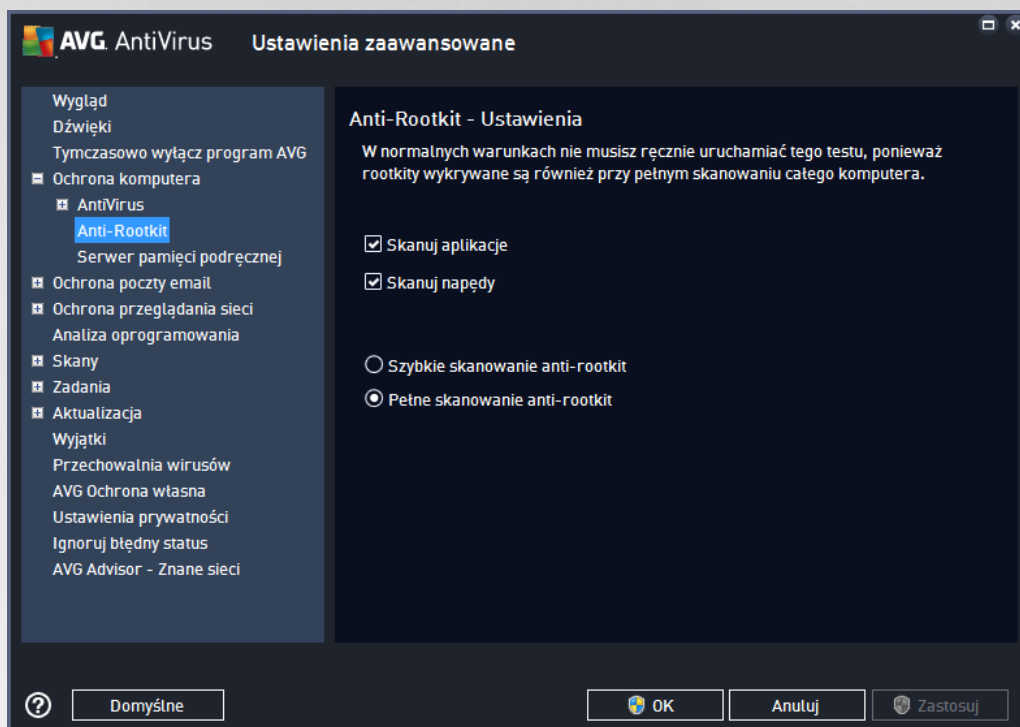 AVG. AntiVirus Ustawienia zaawansowane
Wygląd
Dźwięki
Tymczasowo wyłącz program AVG
Ochrona komputera
AntiVirus
Anti-Rootkit
Serwer pamięci podręcznej
Ochrona poczty email
Ochrona przeglądania sieci
Analiza oprogramowania
Skany
Zadania
Aktualizacja
Wyjątki
Przechowalnia wirusów
AVG Ochrona własna
Ustawienia prywatności
Ignoruj błędny status
AVG Advisor - Znane sieci
Anti-Rootkit - Ustawienia
W normalnych warunkach nie musisz ręcznie uruchamiać tego testu, ponieważ
rootkity wykrywane są również przy pełnym skanowaniu całego komputera.
Skanuj aplikacje
Skanuj napędy
Szybkie skanowanie anti-rootkit
Pełne skanowanie anti-rootkit
? Domyślne OK Anuluj Zastosuj